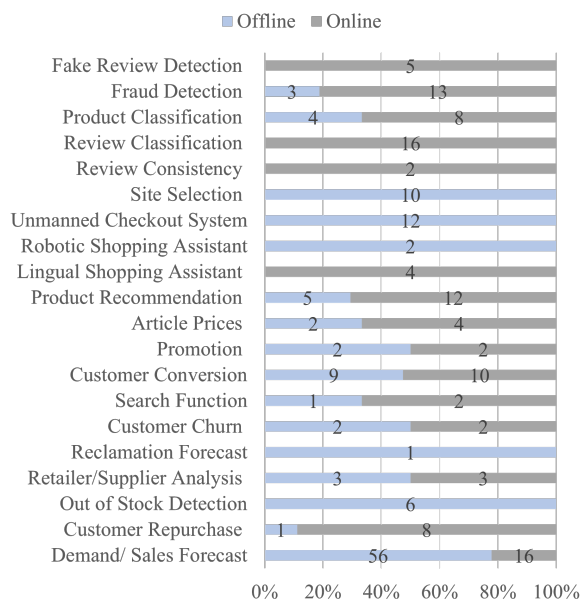 Offline Online
Fake Review Detection 5
Fraud Detection 3 13
Product Classification 4 8
Review Classification 16
Review Consistency 2
Site Selection 10
Unmanned Checkout System 12
Robotic Shopping Assistant 2
Lingual Shopping Assistant 4
Product Recommendation 5 12
Article Prices 2 4
Promotion 2 2
Customer Conversion 9 10
Search Function 1 2
Customer Churn 2 2
Reclamation Forecast 1
Retailer/Supplier Analysis 3 3
Out of Stock Detection 6
Customer Repurchase 1 8
Demand/ Sales Forecast 56 16
0% 20% 40% 60% 80% 100%